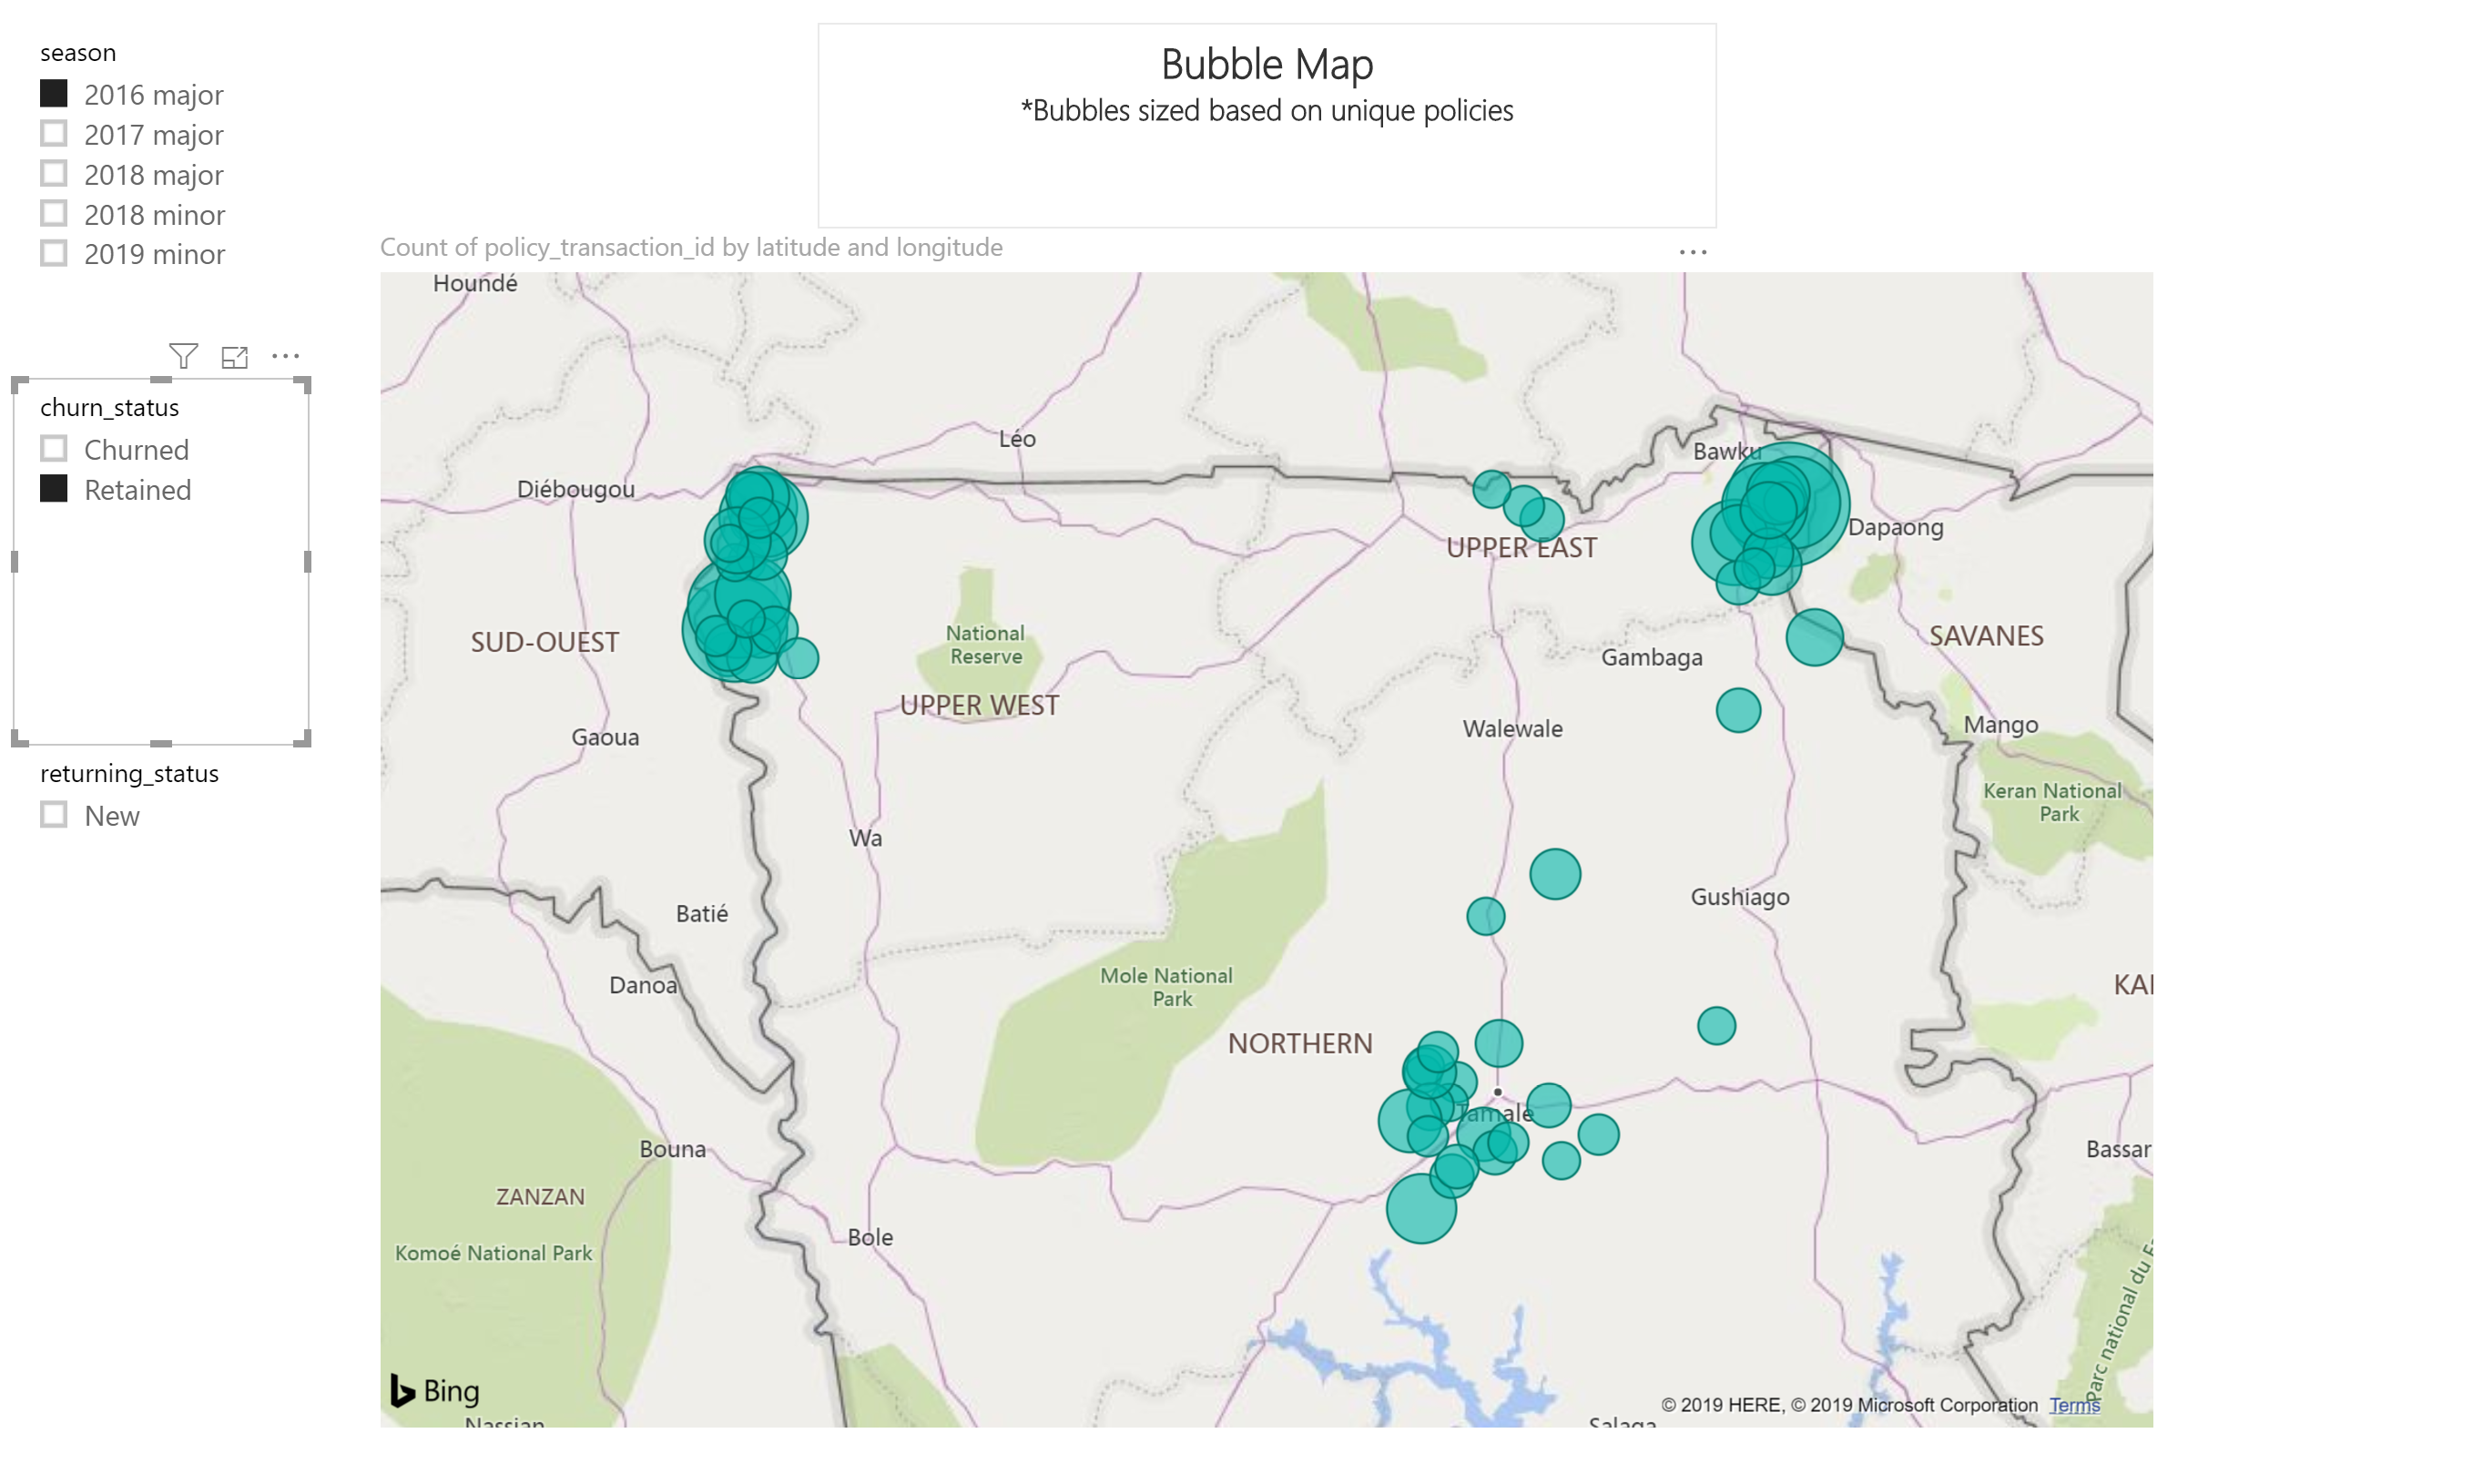 season
2016 major
2017 major
2018 major
2018 minor
2019 minor
churn_status
Churned
Retained
returning_status
New
Bubble Map
*Bubbles sized based on unique policies
Count of policy_transaction_id by latitude and longitude
Houndé
Léo
Bawku
Diébougou
Dapaong
UPPER EAST
SUD-OUEST
National
Reserve
SAVANES
Gambaga
UPPER WEST
Gaoua
Walewale
Mango
Keran National
Park
Wa
Batié
Gushiago
Danoa
Mole National
Park
KAI
NORTHERN
Tamale
Bouna
Bassar
ZANZAN
Bole
Komoé National Park
Parc national du F
Bing
Nassian
Salaga
© 2019 HERE, © 2019 Microsoft Corporation Terms